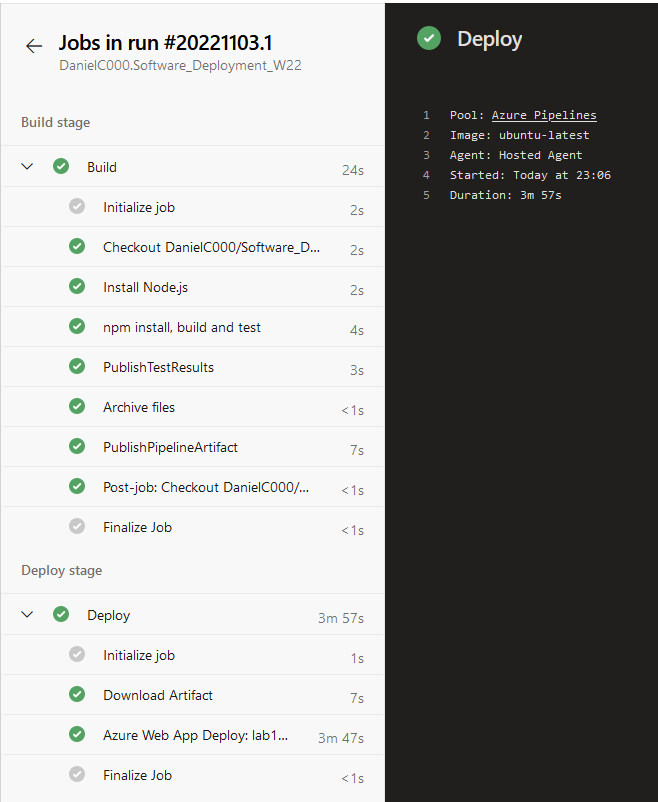 Jobs in run #20221103.1
DanielC000.Software_Deployment_W22
Build stage
Build 24s
Initialize job 2s
Checkout DanielC000/Software_D... 2s
Install Node.js 2s
npm install, build and test 4s
PublishTestResults 3s
Archive files <1s
PublishPipelineArtifact 7s
Post-job: Checkout DanielC000/... <1s
Finalize Job <1s
Deploy stage
Deploy 3m 57s
Initialize job 1s
Download Artifact 7s
Azure Web App Deploy: lab1... 3m 47s
Finalize Job <1s
Deploy
1 Pool: Azure Pipelines
2 Image: ubuntu-latest
3 Agent: Hosted Agent
4 Started: Today at 23:06
5 Duration: 3m 57s